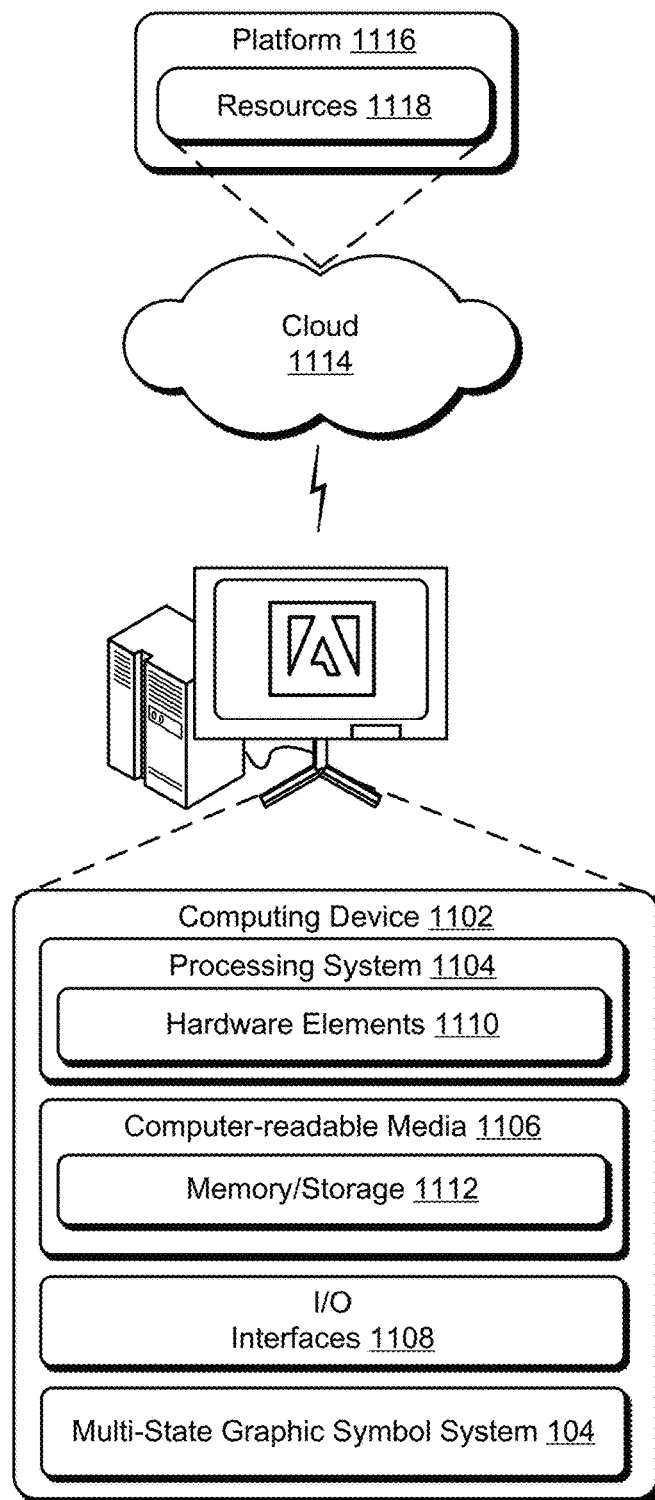 Platform 1116
Resources 1118
Cloud
1114
Computing Device 1102
Processing System 1104
Hardware Elements 1110
Computer-readable Media 1106
Memory/Storage 1112
I/O
Interfaces 1108
Multi-State Graphic Symbol System 104